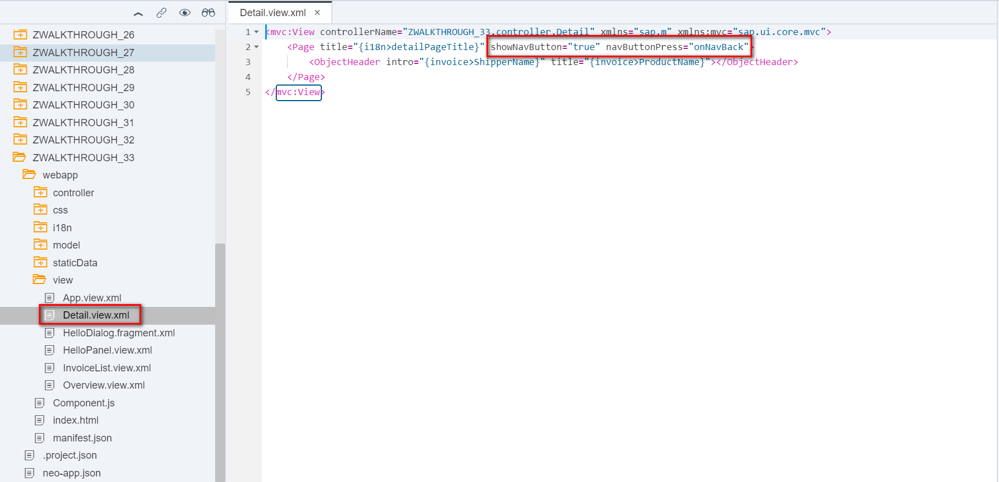 Detail.view.xml ×
ZWALKTHROUGH_26
ZWALKTHROUGH_27
ZWALKTHROUGH_28
ZWALKTHROUGH_29
ZWALKTHROUGH_30
ZWALKTHROUGH_31
ZWALKTHROUGH_32
ZWALKTHROUGH_33
webapp
controller
css
i18n
model
staticData
view
App.view.xml
Detail.view.xml
HelloDialog.fragment.xml
HelloPanel.view.xml
InvoiceList.view.xml
Overview.view.xml
Component.js
index.html
manifest.json
.project.json
neo-app.json
1 <mvc:View controllerName="ZWALKTHROUGH_33.controller.Detail" xmlns="sap.m" xmlns:mvc="sap.ui.core.mvc">
2 <Page title="{i18n>detailPageTitle}" showNavButton="true" navButtonPress="onNavBack">
3 <ObjectHeader intro="{invoice>ShipperName}" title="{invoice>ProductName}"></ObjectHeader>
4 </Page>
5 </mvc:View>